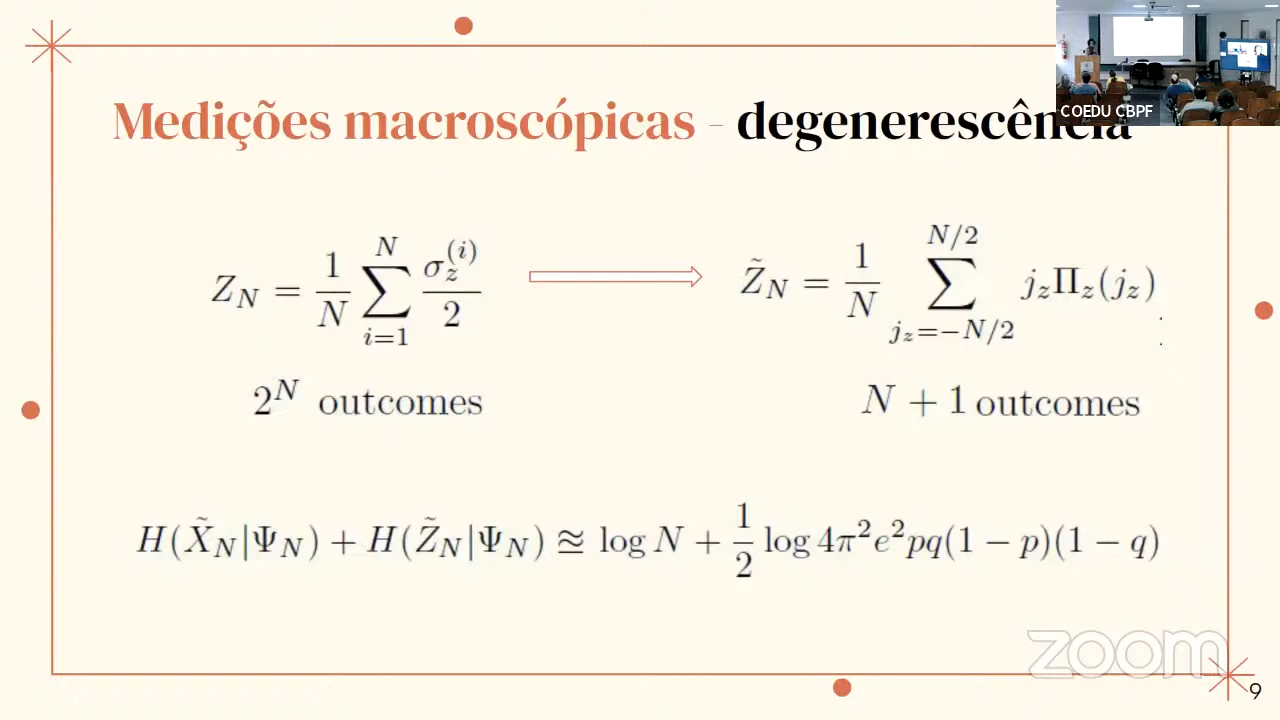 COEDU CBPF
Medições macroscópicas - degenerescência
Z_N = \frac{1}{N} \sum_{i=1}^{N} \frac{\sigma_z^{(i)}}{2}
\tilde{Z}_N = \frac{1}{N} \sum_{j_z=-N/2}^{N/2} j_z \Pi_z(j_z)
2^N outcomes
N + 1 outcomes
H(\tilde{X}_N|\Psi_N) + H(\tilde{Z}_N|\Psi_N) ≊ \log N + \frac{1}{2} \log 4\pi^2 e^2 pq(1 − p)(1 − q)
zoom
9